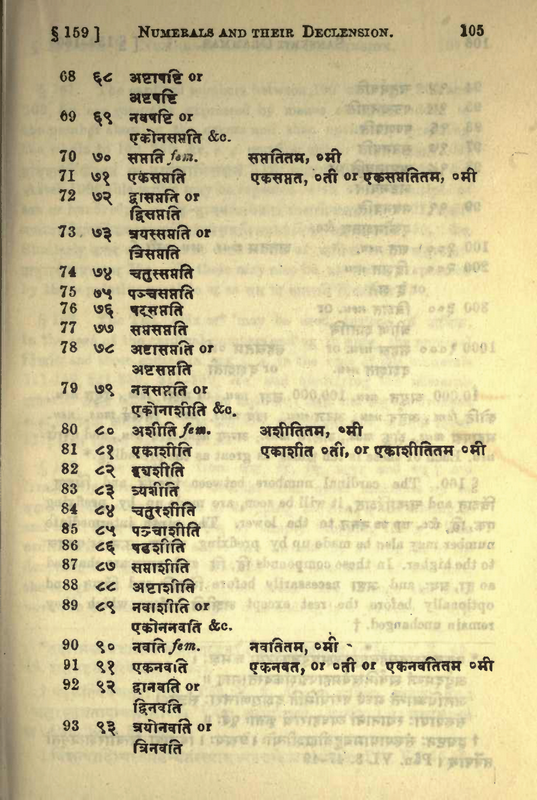 § 159 ] NUMERALS AND THEIR DECLENSION. 105
68 ६८ अष्टाषष्टि or
अष्टषष्टि
69 ६९ नवषष्टि or
एकोनसप्तति &c.
70 ७० सप्तति fem. सप्ततितम, ०मी
71 ७१ एकसप्तति एकसप्तत, ०ती or एकसप्ततितम, ०मी
72 ७२ द्वासप्तति or
द्विसप्तति
73 ७३ त्रयस्सप्तति or
त्रिसप्तति
74 ७४ चतुस्सप्तति
75 ७५ पञ्चसप्तति
76 ७६ षट्सप्तति
77 ७७ सप्तसप्तति
78 ७८ अष्टासप्तति or
अष्टसप्तति
79 ७९ नवसप्तति or
एकोनाशीति &c.
80 ८० अशीति fem. अशीतितम, ०मी
81 ८१ एकाशीति एकाशीत ०ती, or एकाशीतितम ०मी
82 ८२ द्व्यशीति
83 ८३ त्र्यशीति
84 ८४ चतुरशीति
85 ८५ पञ्चाशीति
86 ८६ षडशीति
87 ८७ सप्ताशीति
88 ८८ अष्टाशीति
89 ८९ नवाशीति or
एकोननवति &c.
90 ९० नवति fem. नवतितम, ०मी
91 ९१ एकनवति एकनवत, or ०ती or एकनवतितम ०मी
92 ९२ द्वानवति or
द्विनवति
93 ९३ त्रयोनवति or
त्रिनवति